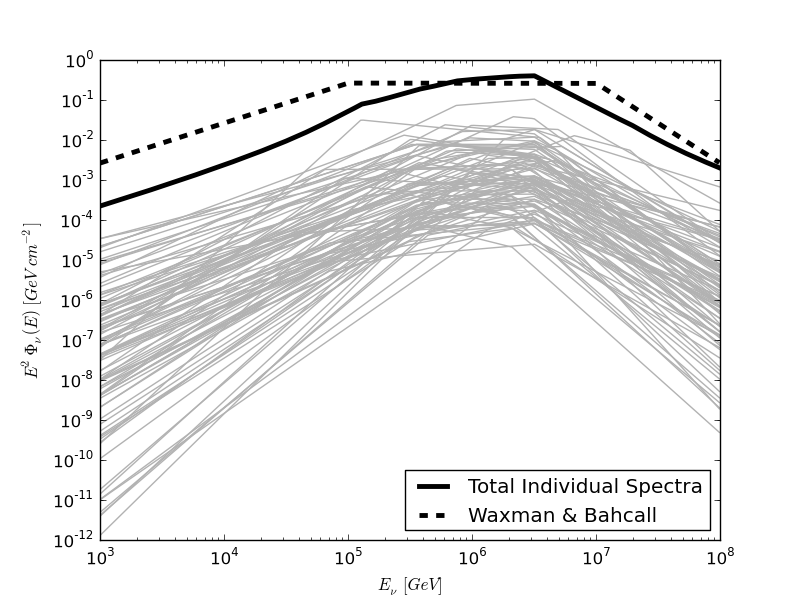 10^0
10^-1
10^-2
10^-3
10^-4
10^-5
10^-6
10^-7
10^-8
10^-9
10^-10
10^-11
10^-12
E^2 Φ_ν(E) [GeV cm^-2]
Total Individual Spectra
Waxman & Bahcall
10^3 10^4 10^5 10^6 10^7 10^8
E_ν [GeV]